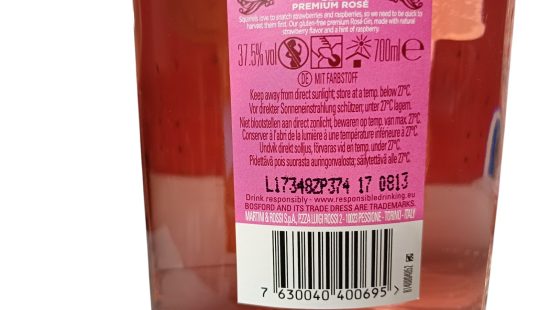 PREMIUM ROSÉ
Squirrels love to snatch strawberries and raspberries, so we need to be quick to
harvest them first. Our gluten-free premium Rosé Gin, made with natural
strawberry flavor and a hint of raspberry.
37.5% vol 700ml e
DE MIT FARBSTOFF
Keep away from direct sunlight; store at a temp. below 27°C.
Vor direkter Sonneneinstrahlung schützen; unter 27°C lagern.
Niet blootstellen aan direct zonlicht, bewaren op temp. van max. 27°C.
Conserver à l'abri de la lumière à une température inférieure à 27°C.
Undvik direkt solljus, förvaras vid en temp. under 27°C.
Pidettävä pois suorasta auringonvalosta; säilytettävä alle 27°C.
L17348ZP374 17 0813
Drink responsibly - www.responsibledrinking.eu
BOSFORD AND ITS TRADE DRESS ARE TRADEMARKS.
MARTINI & ROSSI S.p.A., P.ZZA LUIGI ROSSI 2 - 10023 PESSIONE - TORINO - ITALY
7 630040 400695 >